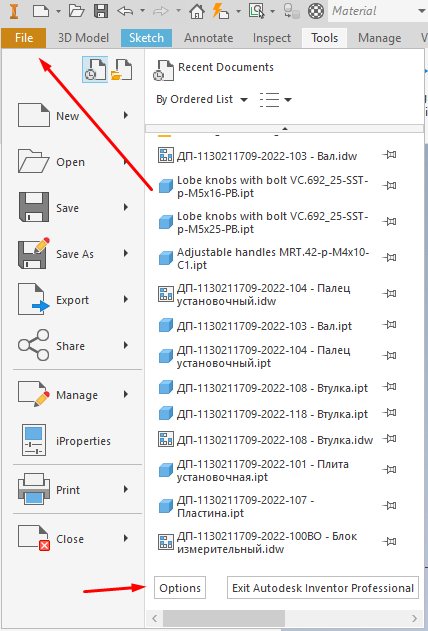 Material
File
3D Model
Sketch
Annotate
Inspect
Tools
Manage
V
Recent Documents
By Ordered List
New
Open
Save
Save As
Export
Share
Manage
iProperties
Print
Close
ДП-1130211709-2022-103 - Вал.idw
Lobe knobs with bolt VC.692_25-SST-
p-M5x16-PB.ipt
Lobe knobs with bolt VC.692_25-SST-
p-M5x25-PB.ipt
Adjustable handles MRT.42-p-M4x10-
C1.ipt
ДП-1130211709-2022-104 - Палец
установочный.idw
ДП-1130211709-2022-103 - Вал.ipt
ДП-1130211709-2022-104 - Палец
установочный.ipt
ДП-1130211709-2022-108 - Втулка.ipt
ДП-1130211709-2022-118 - Втулка.ipt
ДП-1130211709-2022-108 - Втулка.idw
ДП-1130211709-2022-101 - Плита
установочная.ipt
ДП-1130211709-2022-107 -
Пластина.ipt
ДП-1130211709-2022-100ВО - Блок
измерительный.idw
Options
Exit Autodesk Inventor Professional